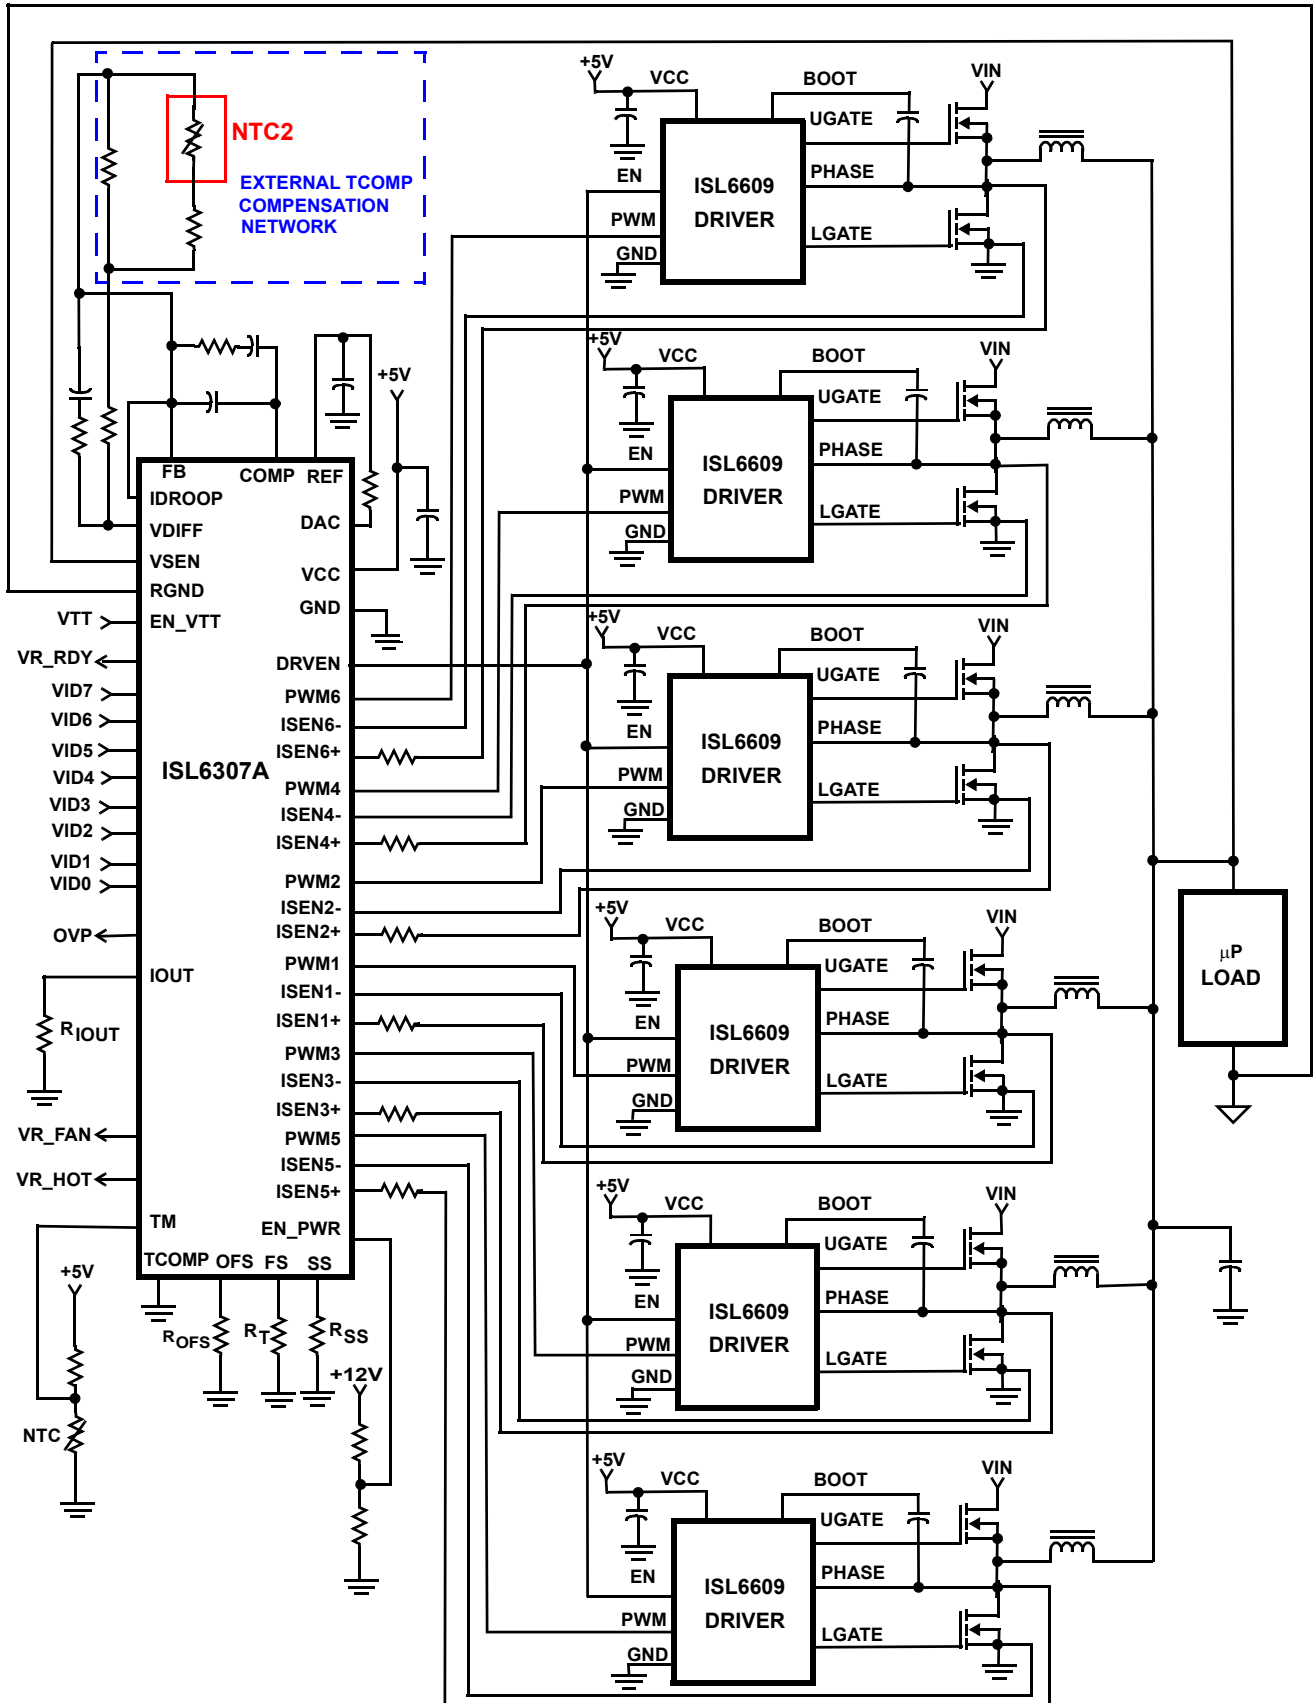 NTC2
EXTERNAL TCOMP
COMPENSATION
NETWORK
+5V
FB
COMP
REF
IDROOP
VDIFF
VSEN
RGND
EN_VTT
VTT
VR_RDY
VID7
VID6
VID5
VID4
VID3
VID2
VID1
VID0
OVP
IOUT
R IOUT
VR_FAN
VR_HOT
TM
+5V
NTC
ISL6307A
DAC
VCC
GND
DRVEN
PWM6
ISEN6-
ISEN6+
PWM4
ISEN4-
ISEN4+
PWM2
ISEN2-
ISEN2+
PWM1
ISEN1-
ISEN1+
PWM3
ISEN3-
ISEN3+
PWM5
ISEN5-
ISEN5+
EN_PWR
TCOMP
OFS
FS
SS
ROFS
RT
RSS
+12V
+5V
VCC
BOOT
VIN
UGATE
EN
ISL6609
DRIVER
PHASE
PWM
LGATE
GND
+5V
VCC
BOOT
VIN
UGATE
EN
ISL6609
DRIVER
PHASE
PWM
LGATE
GND
+5V
VCC
BOOT
VIN
UGATE
EN
ISL6609
DRIVER
PHASE
PWM
LGATE
GND
+5V
VCC
BOOT
VIN
UGATE
EN
ISL6609
DRIVER
PHASE
PWM
LGATE
GND
+5V
VCC
BOOT
VIN
UGATE
EN
ISL6609
DRIVER
PHASE
PWM
LGATE
GND
+5V
VCC
BOOT
VIN
UGATE
EN
ISL6609
DRIVER
PHASE
PWM
LGATE
GND
µP
LOAD